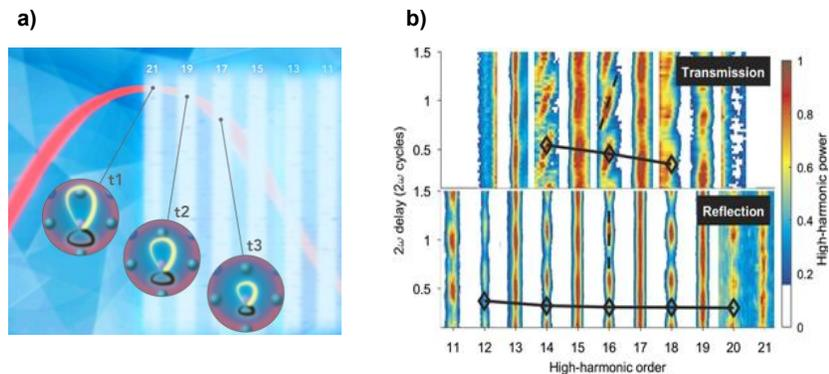 a)
21 19 17 15 13 11
t1
t2
t3
b)
Transmission
Reflection
1.5
1
0.5
1.5
1
0.5
2ω delay (2ω cycles)
11 12 13 14 15 16 17 18 19 20 21
High-harmonic order
1
0.8
0.6
0.4
0.2
0
High-harmonic power